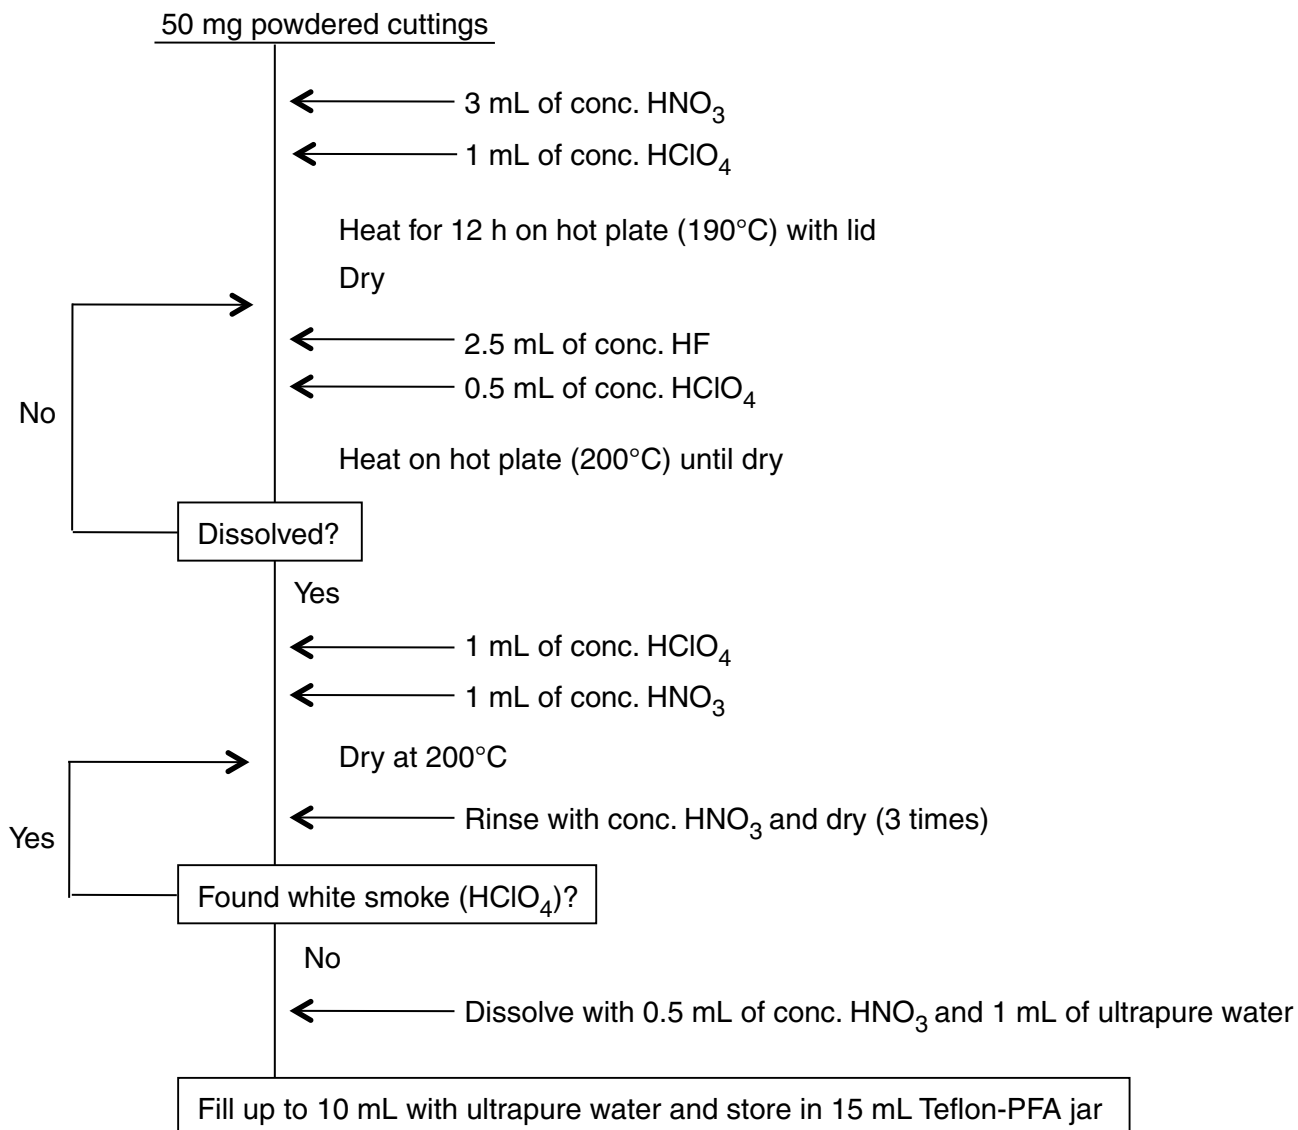 50 mg powdered cuttings
3 mL of conc. HNO₃
1 mL of conc. HClO₄
Heat for 12 h on hot plate (190°C) with lid
Dry
2.5 mL of conc. HF
0.5 mL of conc. HClO₄
No
Heat on hot plate (200°C) until dry
Dissolved?
Yes
1 mL of conc. HClO₄
1 mL of conc. HNO₃
Dry at 200°C
Rinse with conc. HNO₃ and dry (3 times)
Yes
Found white smoke (HClO₄)?
No
Dissolve with 0.5 mL of conc. HNO₃ and 1 mL of ultrapure water
Fill up to 10 mL with ultrapure water and store in 15 mL Teflon-PFA jar